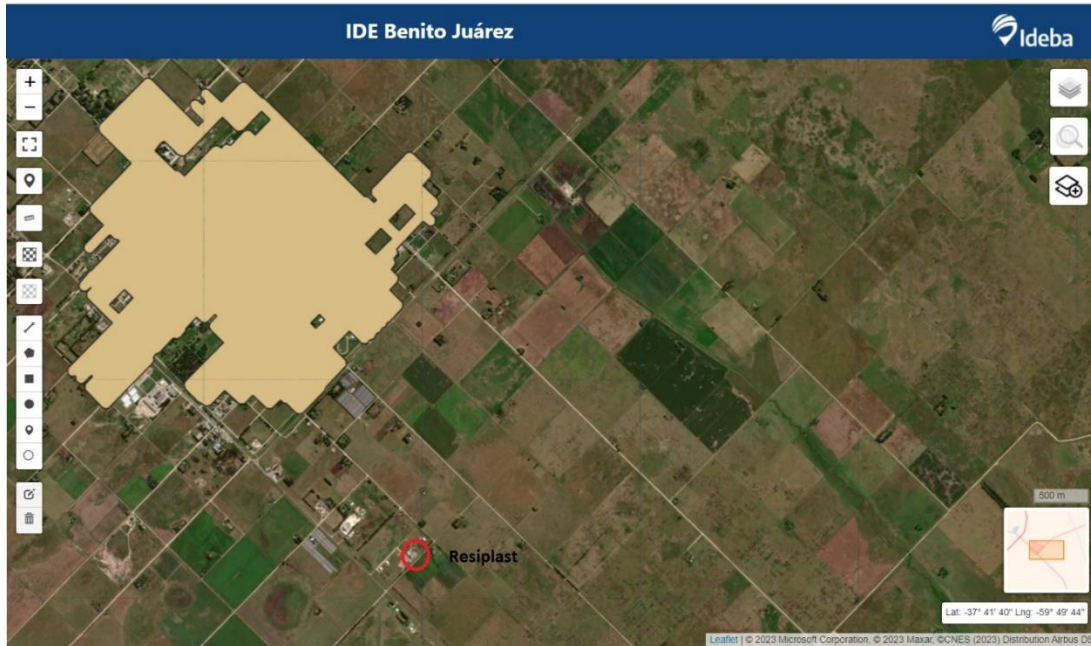 IDE Benito Juárez
Ideba
+
−
Resiplast
500 m
Lat: -37° 41' 40" Lng: -59° 49' 44"
Leaflet | © 2023 Microsoft Corporation, © 2023 Maxar, ©CNES (2023) Distribution Airbus DS